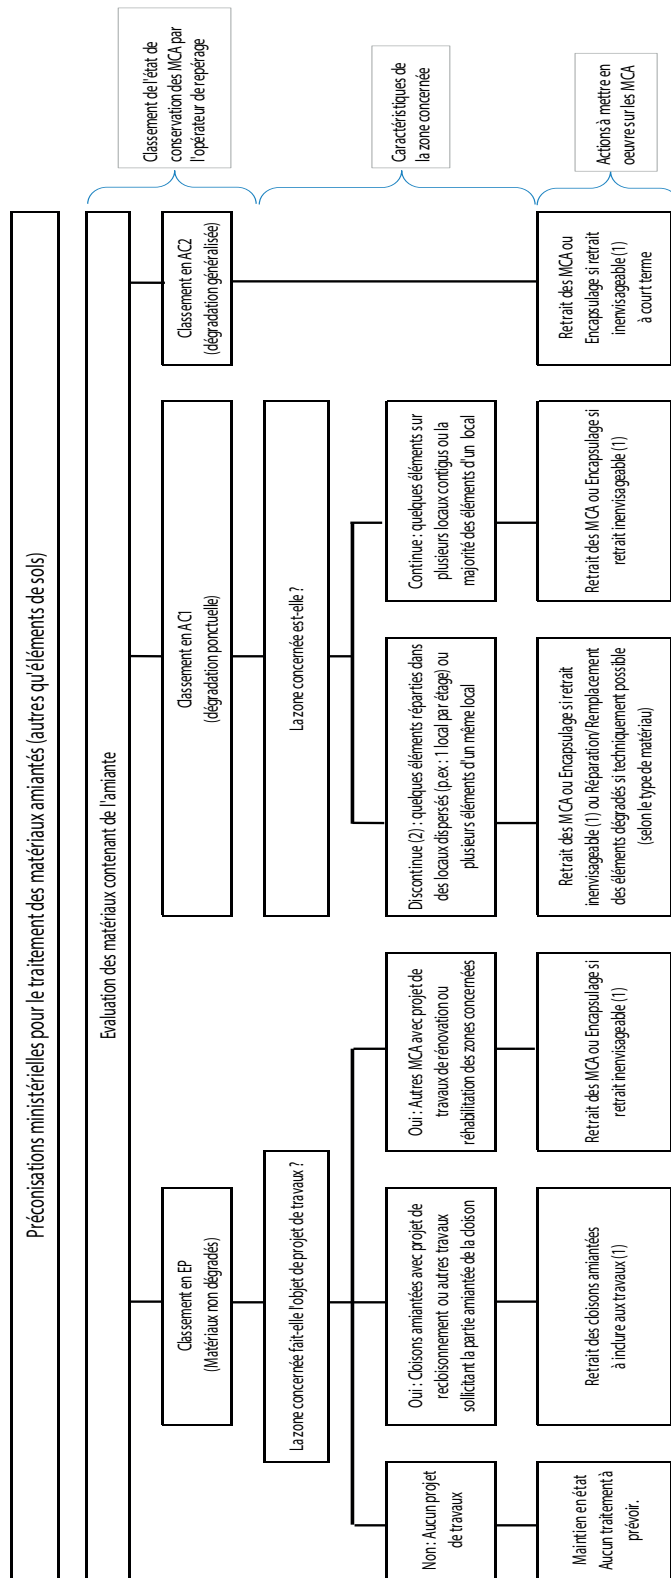 Préconisations ministérielles pour le traitement des matériaux amiantés (autres qu'éléments de sols)
Evaluation des matériaux contenant de l'amiante
Classement de l'état de
conservation des MCA par
l'opérateur de repérage
Classement en EP
(Matériaux non dégradés)
Classement en AC1
(dégradation ponctuelle)
Classement en AC2
(dégradation généralisée)
La zone concernée fait-elle l'objet de projet de travaux ?
La zone concernée est-elle ?
Caractéristiques de
la zone concernée
Non : Aucun projet
de travaux
Oui : Cloisons amiantées avec projet de
recloisonnement ou autres travaux
sollicitant la partie amiantée de la cloison
Oui : Autres MCA avec projet de
travaux de rénovation ou
réhabilitation des zones concernées
Discontinue (2) : quelques éléments réparties dans
des locaux dispersés (p.ex : 1 local par étage) ou
plusieurs éléments d'un même local
Continue : quelques éléments sur
plusieurs locaux contigus ou la
majorité des éléments d'un local
Maintien en état
Aucun traitement à
prévoir.
Retrait des cloisons amiantées
à inclure aux travaux (1)
Retrait des MCA ou Encapsulage si
retrait inenvisageable (1)
Retrait des MCA ou Encapsulage si retrait
inenvisageable (1) ou Réparation/Remplacement
des éléments dégradés si techniquement possible
(selon le type de matériau)
Retrait des MCA ou Encapsulage si
retrait inenvisageable (1)
Retrait des MCA ou
Encapsulage si retrait
inenvisageable (1)
à court terme
Actions à mettre en
oeuvre sur les MCA